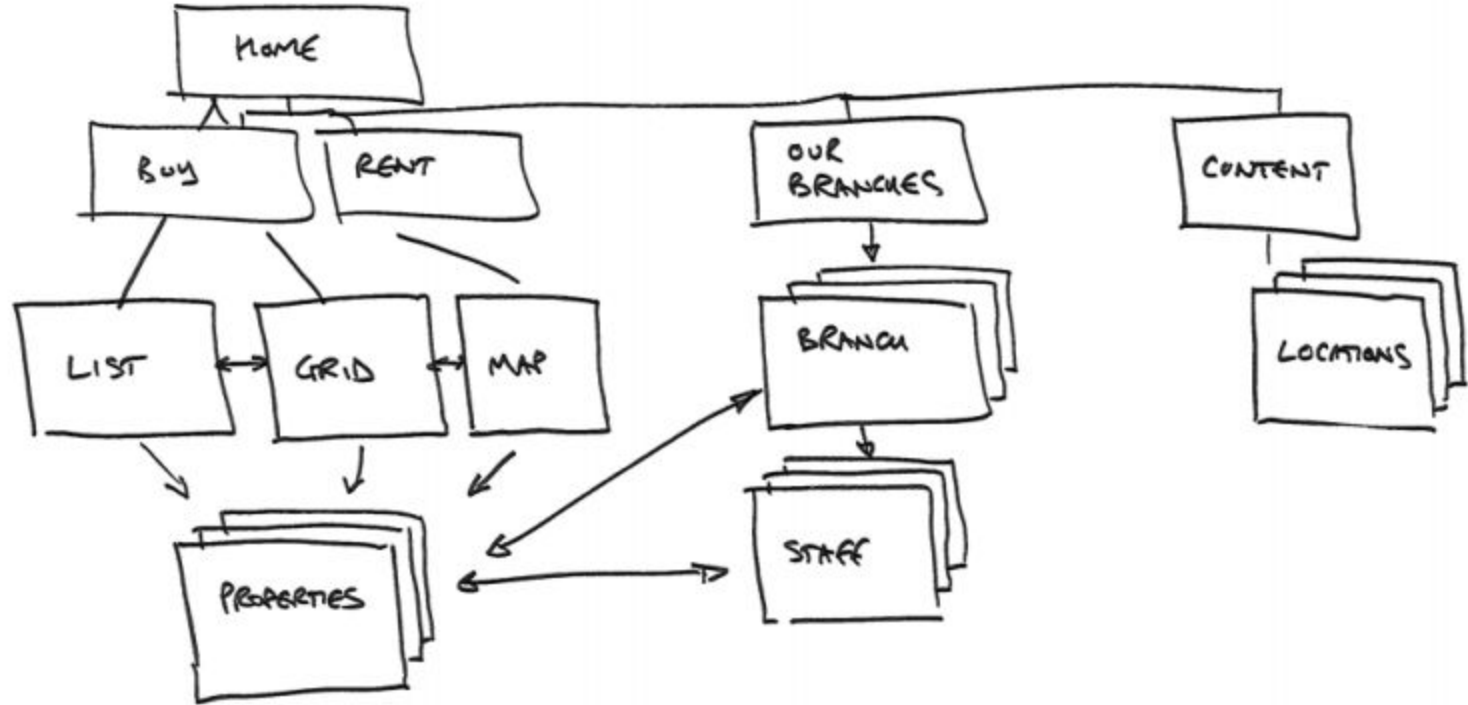 HOME
BUY
RENT
OUR
BRANCHES
CONTENT
LIST
GRID
MAP
BRANCH
LOCATIONS
STAFF
PROPERTIES